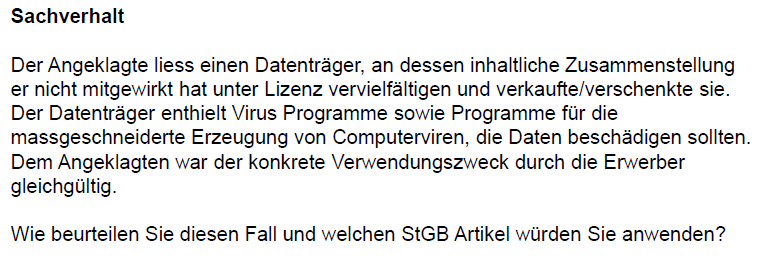 Sachverhalt
Der Angeklagte liess einen Datenträger, an dessen inhaltliche Zusammenstellung
er nicht mitgewirkt hat unter Lizenz vervielfältigen und verkaufte/verschenkte sie.
Der Datenträger enthielt Virus Programme sowie Programme für die
massgeschneiderte Erzeugung von Computerviren, die Daten beschädigen sollten.
Dem Angeklagten war der konkrete Verwendungszweck durch die Erwerber
gleichgültig.
Wie beurteilen Sie diesen Fall und welchen StGB Artikel würden Sie anwenden?